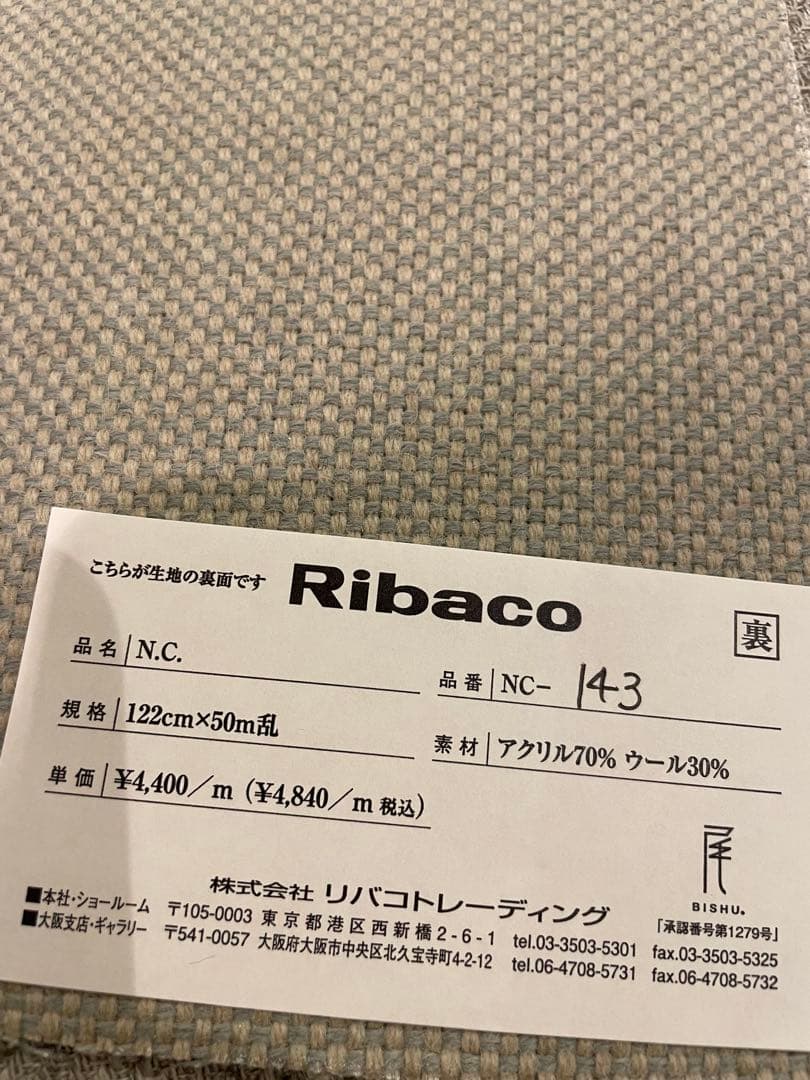 こちらが生地の裏面です Ribaco 裏
品名 N.C.
品番 NC- 143
規格 122cm×50m乱
素材 アクリル70% ウール30%
単価 ¥4,400/m (¥4,840/m 税込)
尾
BISHU.
「承認番号第1279号」
株式会社 リバコトレーディング
■本社・ショールーム 〒105-0003 東京都港区西新橋2-6-1 tel.03-3503-5301 fax.03-3503-5325
■大阪支店・ギャラリー 〒541-0057 大阪府大阪市中央区北久宝寺町4-2-12 tel.06-4708-5731 fax.06-4708-5732